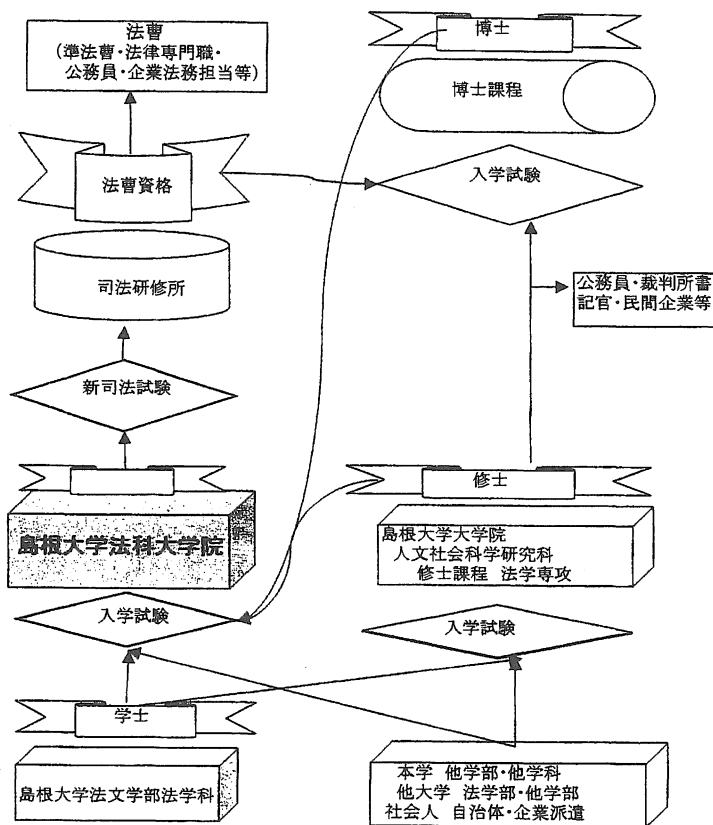 法曹
(準法曹・法律専門職・
公務員・企業法務担当等)
博士
博士課程
法曹資格
入学試験
司法研修所
公務員・裁判所書
記官・民間企業等
新司法試験
修士
島根大学法科大学院
島根大学大学院
人文社会科学研究科
修士課程 法学専攻
入学試験
入学試験
学士
島根大学法文学部法学科
本学 他学部・他学科
他大学 法学部・他学部
社会人 自治体・企業派遣